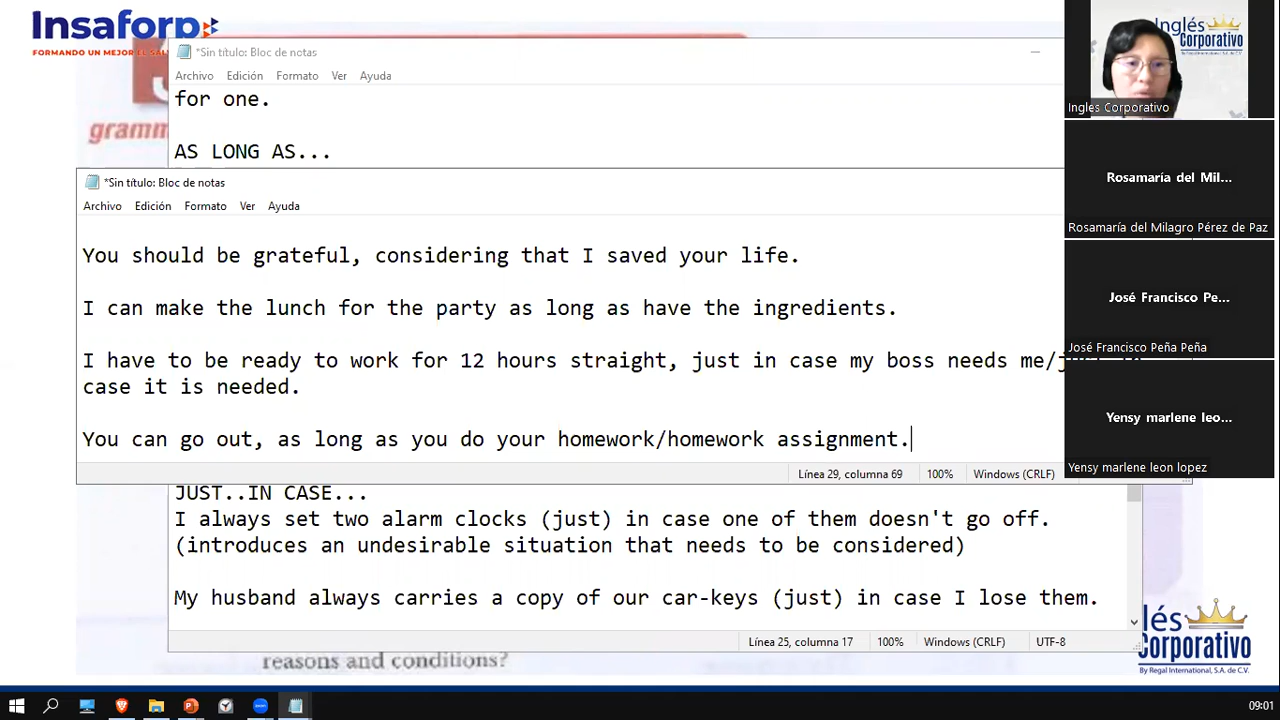 Insaforp
FORMANDO UN MEJOR EL SAL
*Sin título: Bloc de notas
Archivo Edición Formato Ver Ayuda
for one.
gramm
AS LONG AS...
*Sin título: Bloc de notas
Archivo Edición Formato Ver Ayuda
You should be grateful, considering that I saved your life.
I can make the lunch for the party as long as have the ingredients.
I have to be ready to work for 12 hours straight, just in case my boss needs me/
case it is needed.
You can go out, as long as you do your homework/homework assignment.
Línea 29, columna 69 100% Windows (CRLF)
JUST..IN CASE...
I always set two alarm clocks (just) in case one of them doesn't go off.
(introduces an undesirable situation that needs to be considered)
My husband always carries a copy of our car-keys (just) in case I lose them.
Línea 25, columna 17 100% Windows (CRLF) UTF-8
reasons and conditions?
Inglés
Corporativo
Ingles Corporativo
Rosamaría del Mil...
Rosamaría del Milagro Pérez de Paz
José Francisco Pe...
José Francisco Peña Peña
Yensy marlene leo...
Yensy marlene leon lopez
lés
Corporativo
By Regal International, S.A. de C.V.
09:01